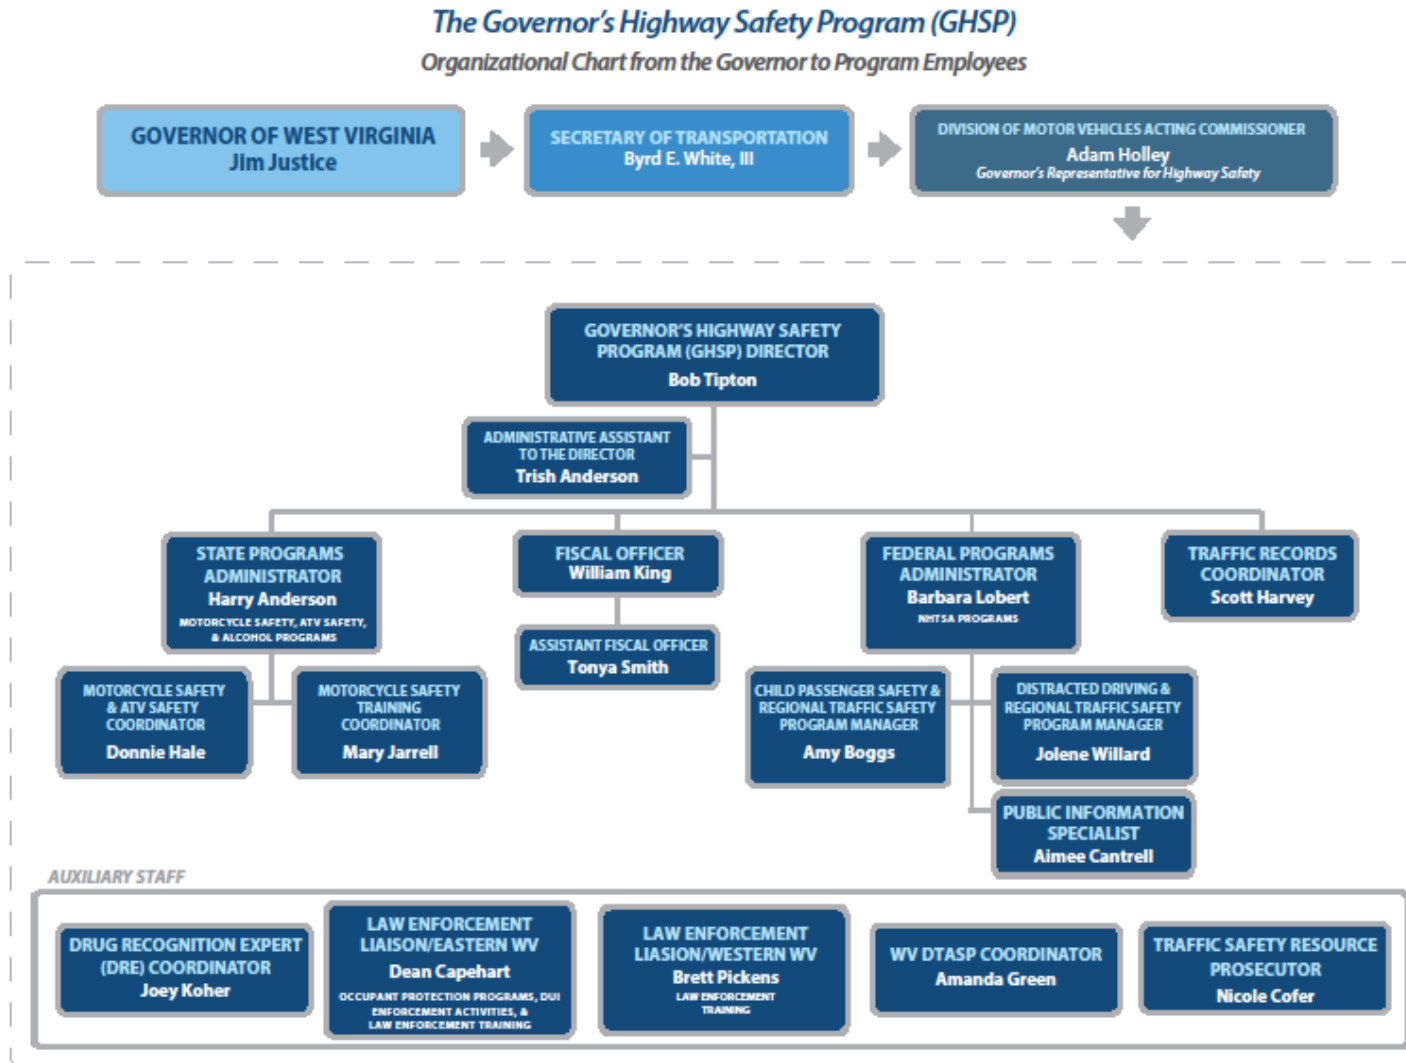 The Governor's Highway Safety Program (GHSP)
Organizational Chart from the Governor to Program Employees
GOVERNOR OF WEST VIRGINIA
Jim Justice
SECRETARY OF TRANSPORTATION
Byrd E. White, III
DIVISION OF MOTOR VEHICLES ACTING COMMISSIONER
Adam Holley
Governor's Representative for Highway Safety
GOVERNOR'S HIGHWAY SAFETY
PROGRAM (GHSP) DIRECTOR
Bob Tipton
ADMINISTRATIVE ASSISTANT
TO THE DIRECTOR
Trish Anderson
STATE PROGRAMS
ADMINISTRATOR
Harry Anderson
MOTORCYCLE SAFETY, ATV SAFETY,
& ALCOHOL PROGRAMS
FISCAL OFFICER
William King
FEDERAL PROGRAMS
ADMINISTRATOR
Barbara Lobert
NHTSA PROGRAMS
TRAFFIC RECORDS
COORDINATOR
Scott Harvey
ASSISTANT FISCAL OFFICER
Tonya Smith
MOTORCYCLE SAFETY
& ATV SAFETY
COORDINATOR
Donnie Hale
MOTORCYCLE SAFETY
TRAINING
COORDINATOR
Mary Jarrell
CHILD PASSENGER SAFETY &
REGIONAL TRAFFIC SAFETY
PROGRAM MANAGER
Amy Boggs
DISTRACTED DRIVING &
REGIONAL TRAFFIC SAFETY
PROGRAM MANAGER
Jolene Willard
PUBLIC INFORMATION
SPECIALIST
Aimee Cantrell
AUXILIARY STAFF
DRUG RECOGNITION EXPERT
(DRE) COORDINATOR
Joey Koher
LAW ENFORCEMENT
LIAISON/EASTERN WV
Dean Capehart
OCCUPANT PROTECTION PROGRAMS, DUI
ENFORCEMENT ACTIVITIES, &
LAW ENFORCEMENT TRAINING
LAW ENFORCEMENT
LIASION/WESTERN WV
Brett Pickens
LAW ENFORCEMENT
TRAINING
WV DTASP COORDINATOR
Amanda Green
TRAFFIC SAFETY RESOURCE
PROSECUTOR
Nicole Cofer